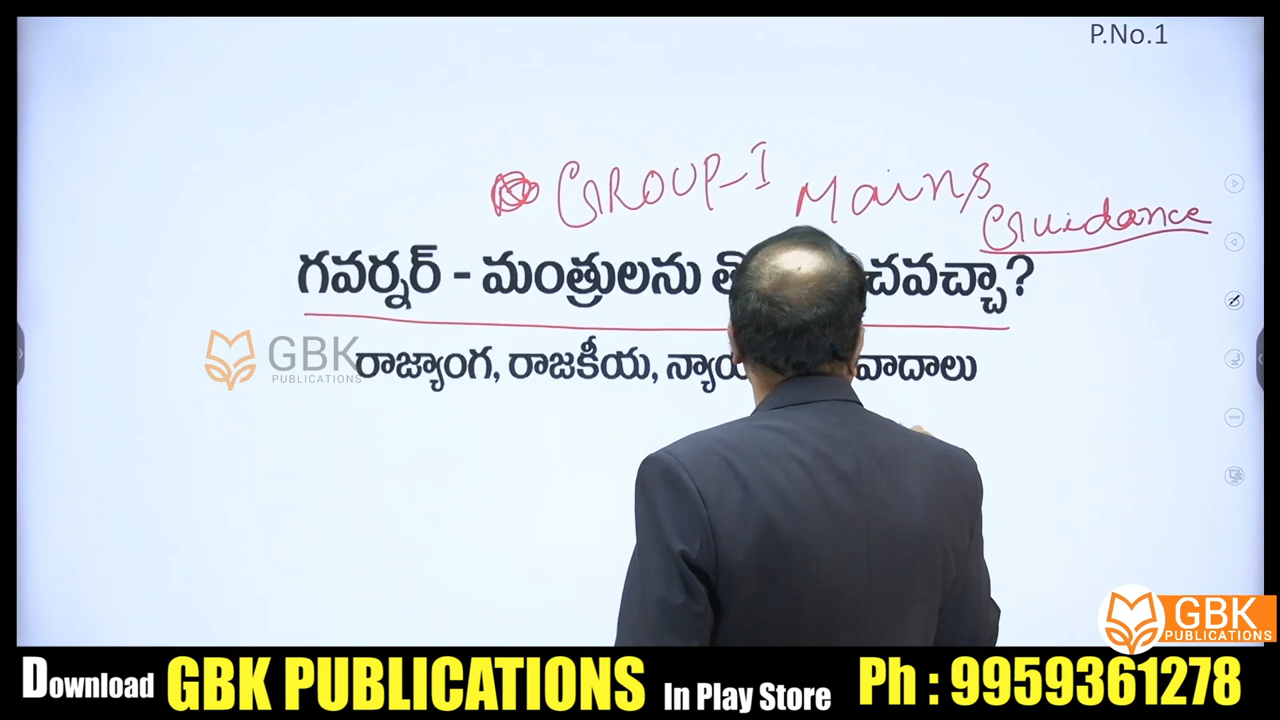 P.No.1
GROUP-I Mains
Guidance
గవర్నర్ - మంత్రులను
రాజ్యాంగ, రాజకీయ,
GBK
PUBLICATIONS
GBK
PUBLICATIONS
Download GBK PUBLICATIONS In Play Store Ph : 9959361278